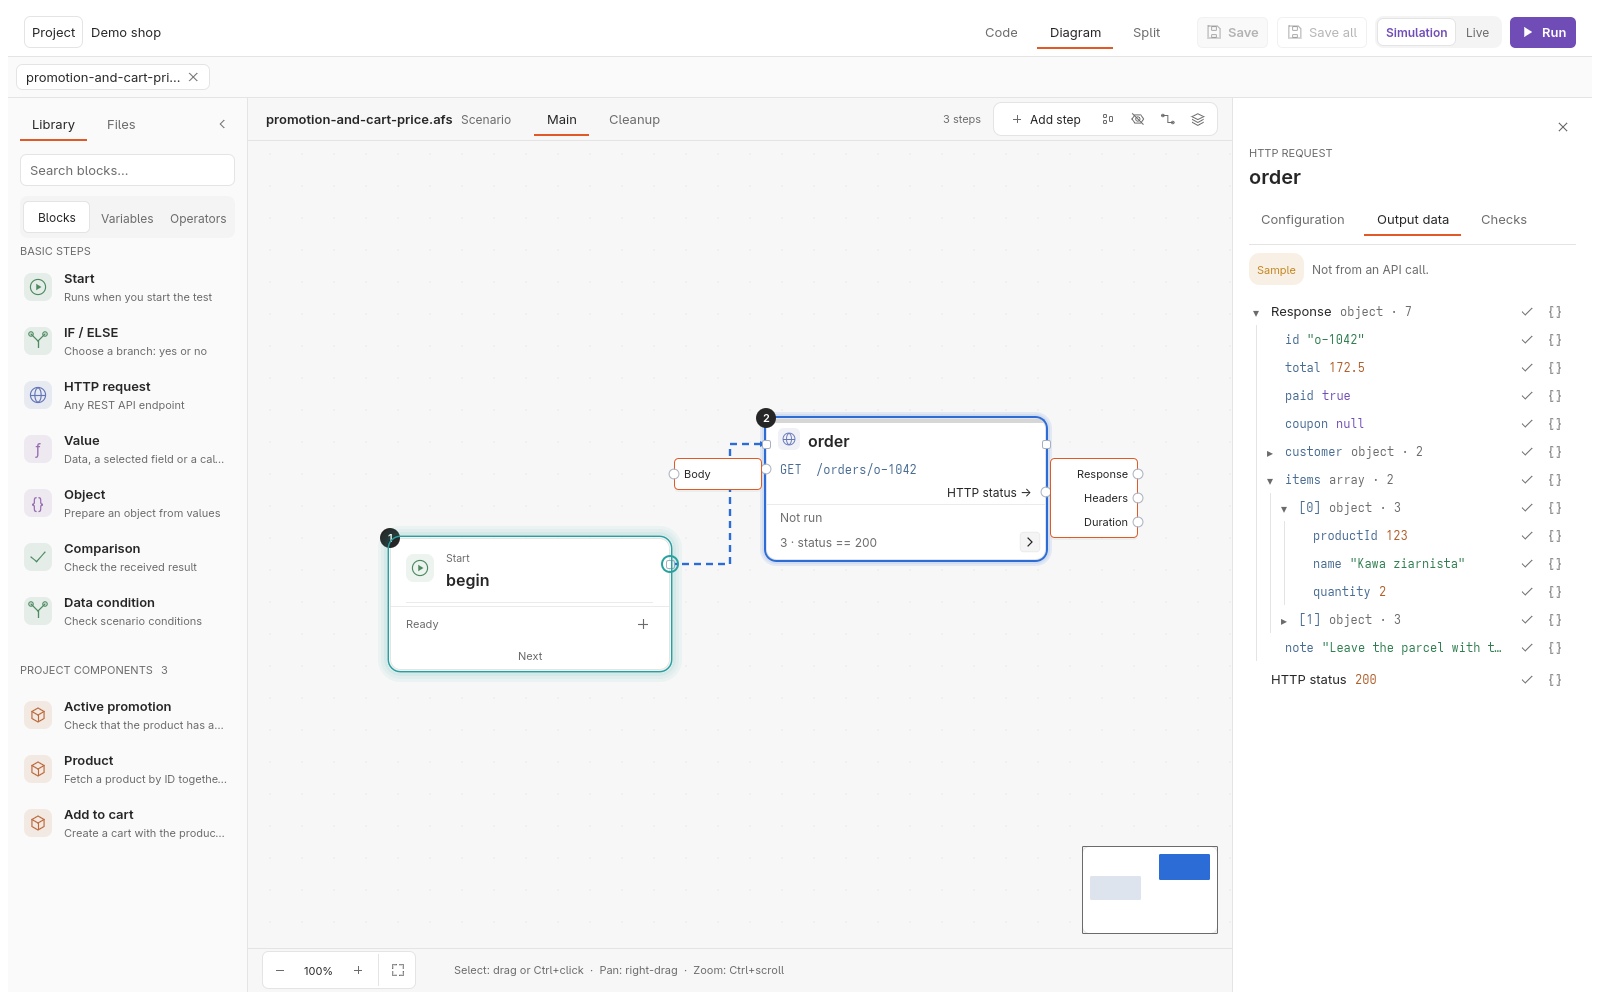 Project Demo shop
Code Diagram Split
Save Save all Simulation Live Run
promotion-and-cart-pri...
Library Files
Search blocks...
Blocks Variables Operators
BASIC STEPS
Start
Runs when you start the test
IF / ELSE
Choose a branch: yes or no
HTTP request
Any REST API endpoint
Value
Data, a selected field or a cal...
Object
Prepare an object from values
Comparison
Check the received result
Data condition
Check scenario conditions
PROJECT COMPONENTS 3
Active promotion
Check that the product has a...
Product
Fetch a product by ID togethe...
Add to cart
Create a cart with the produc...
promotion-and-cart-price.afs Scenario Main Cleanup
3 steps Add step
1
Start
begin
Ready
Next
Body
2
order
GET /orders/o-1042
HTTP status →
Not run
3 · status == 200
Response
Headers
Duration
100%
Select: drag or Ctrl+click · Pan: right-drag · Zoom: Ctrl+scroll
HTTP REQUEST
order
Configuration Output data Checks
Sample Not from an API call.
Response object · 7 {}
id "o-1042" {}
total 172.5 {}
paid true {}
coupon null {}
customer object · 2 {}
items array · 2 {}
[0] object · 3 {}
productId 123 {}
name "Kawa ziarnista" {}
quantity 2 {}
[1] object · 3 {}
note "Leave the parcel with t… {}
HTTP status 200 {}